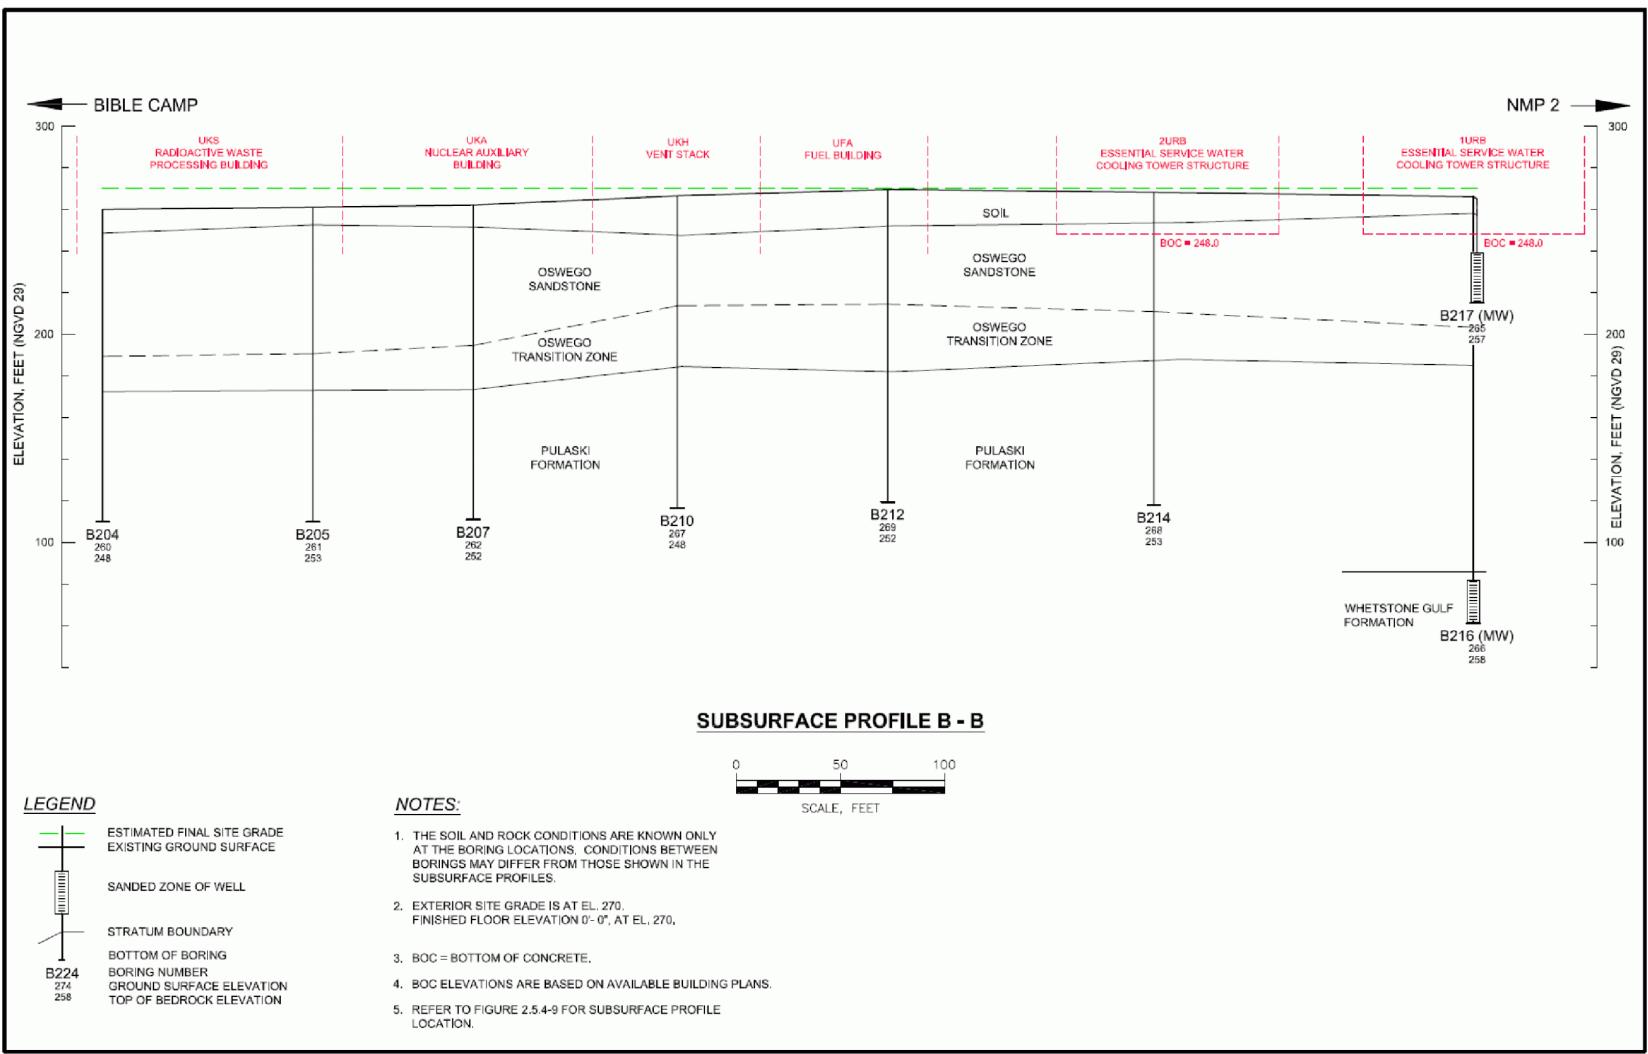 BIBLE CAMP
NMP 2
300
300
UKS
RADIOACTIVE WASTE
PROCESSING BUILDING
UKA
NUCLEAR AUXILIARY
BUILDING
UKH
VENT STACK
UFA
FUEL BUILDING
2URB
ESSENTIAL SERVICE WATER
COOLING TOWER STRUCTURE
1URB
ESSENTIAL SERVICE WATER
COOLING TOWER STRUCTURE
SOIL
BOC = 248.0
BOC = 248.0
OSWEGO
SANDSTONE
OSWEGO
SANDSTONE
ELEVATION, FEET (NGVD 29)
200
200
B217 (MW)
265
257
OSWEGO
TRANSITION ZONE
OSWEGO
TRANSITION ZONE
ELEVATION, FEET (NGVD 29)
PULASKI
FORMATION
PULASKI
FORMATION
B204
260
248
B205
261
253
B207
262
252
B210
267
248
B212
269
252
B214
268
253
100
100
WHETSTONE GULF
FORMATION
B216 (MW)
266
258
SUBSURFACE PROFILE B - B
0 50 100
SCALE, FEET
LEGEND
ESTIMATED FINAL SITE GRADE
EXISTING GROUND SURFACE
SANDED ZONE OF WELL
STRATUM BOUNDARY
BOTTOM OF BORING
B224 BORING NUMBER
274 GROUND SURFACE ELEVATION
258 TOP OF BEDROCK ELEVATION
NOTES:
1. THE SOIL AND ROCK CONDITIONS ARE KNOWN ONLY
AT THE BORING LOCATIONS. CONDITIONS BETWEEN
BORINGS MAY DIFFER FROM THOSE SHOWN IN THE
SUBSURFACE PROFILES.
2. EXTERIOR SITE GRADE IS AT EL. 270.
FINISHED FLOOR ELEVATION 0'- 0", AT EL. 270.
3. BOC = BOTTOM OF CONCRETE.
4. BOC ELEVATIONS ARE BASED ON AVAILABLE BUILDING PLANS.
5. REFER TO FIGURE 2.5.4-9 FOR SUBSURFACE PROFILE
LOCATION.